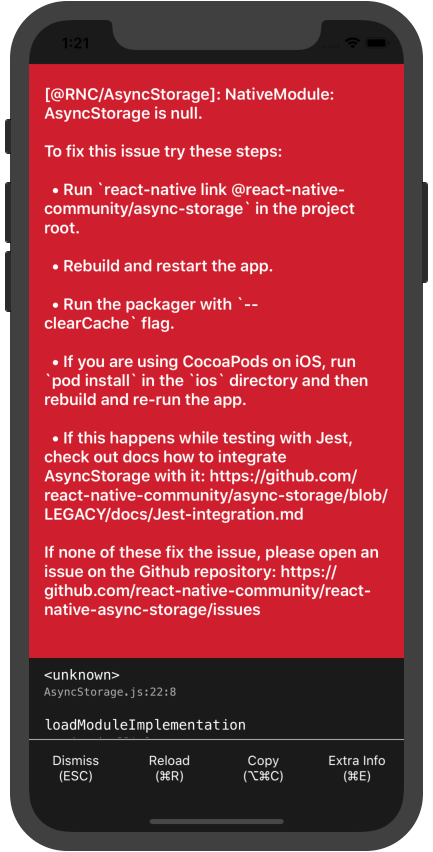 1:21
[@RNC/AsyncStorage]: NativeModule:
AsyncStorage is null.
To fix this issue try these steps:
• Run `react-native link @react-native-
community/async-storage` in the project
root.
• Rebuild and restart the app.
• Run the packager with `--
clearCache` flag.
• If you are using CocoaPods on iOS, run
`pod install` in the `ios` directory and then
rebuild and re-run the app.
• If this happens while testing with Jest,
check out docs how to integrate
AsyncStorage with it: https://github.com/
react-native-community/async-storage/blob/
LEGACY/docs/Jest-integration.md
If none of these fix the issue, please open an
issue on the Github repository: https://
github.com/react-native-community/react-
native-async-storage/issues
<unknown>
AsyncStorage.js:22:8
loadModuleImplementation
Dismiss Reload Copy Extra Info
(ESC) (⌘R) (⌥⌘C) (⌘E)